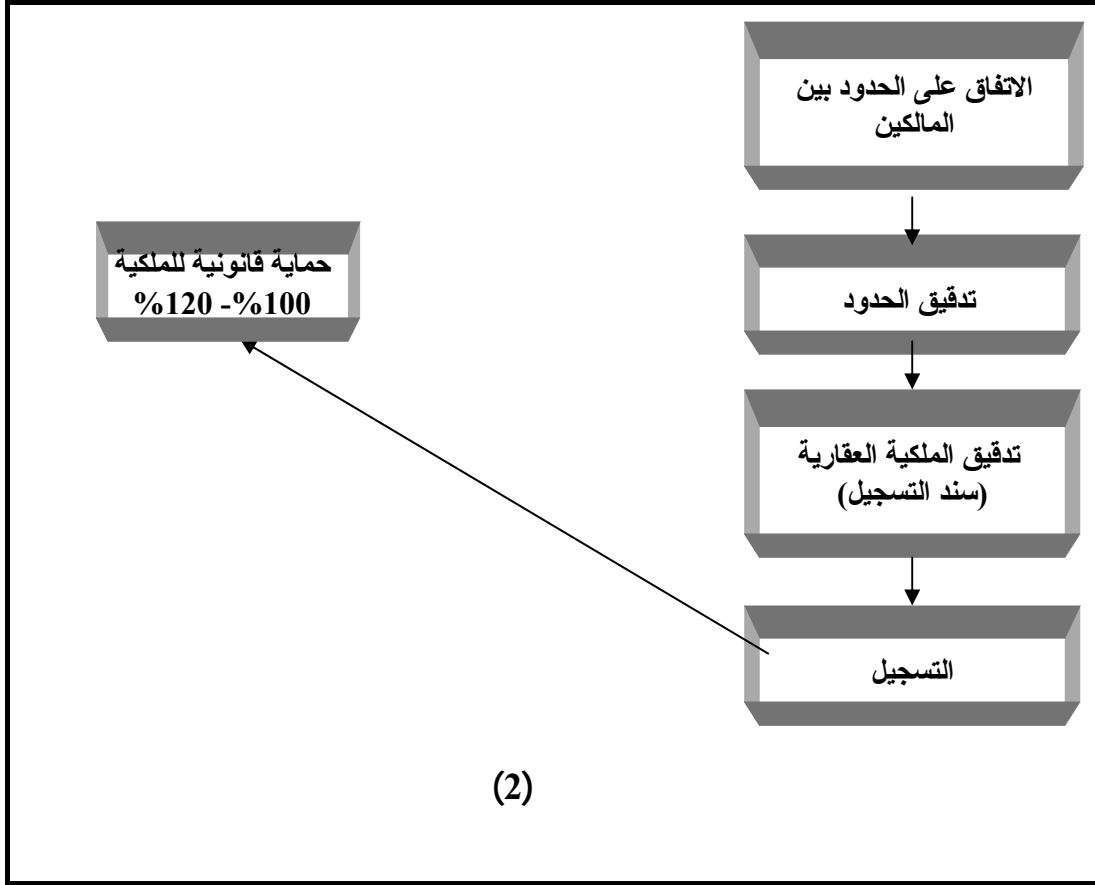 الاتفاق على الحدود بين
المالكين
تدقيق الحدود
تدقيق الملكية العقارية
(سند التسجيل)
التسجيل
حماية قانونية للملكية
%120 -%100
(2)